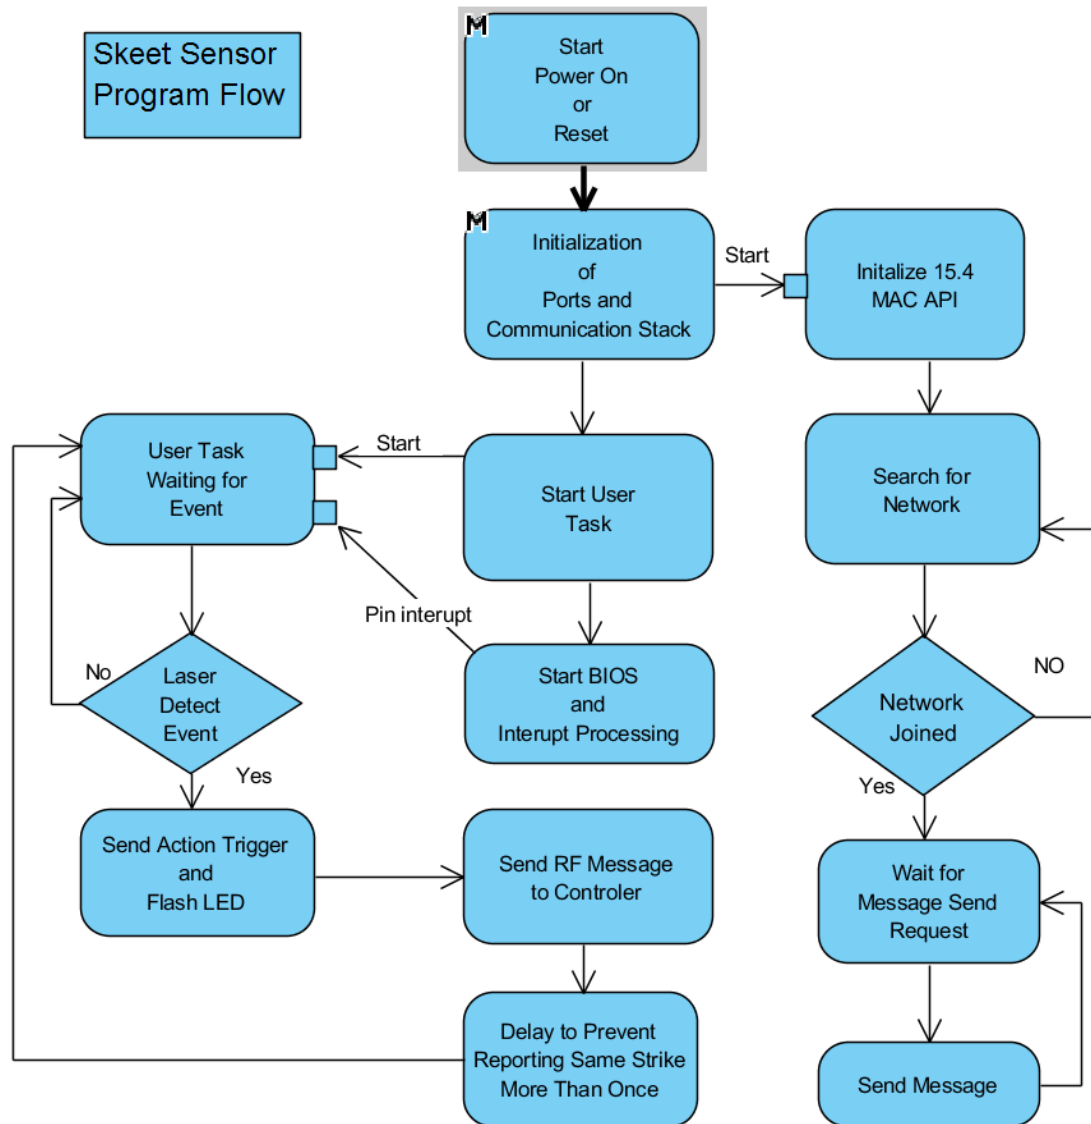 Skeet Sensor
Program Flow
M
Start
Power On
or
Reset
M
Initialization
of
Ports and
Communication Stack
Start
Initalize 15.4
MAC API
User Task
Waiting for
Event
Start
Start User
Task
Search for
Network
Pin interupt
No
Laser
Detect
Event
Yes
Start BIOS
and
Interupt Processing
Network
Joined
NO
Yes
Send Action Trigger
and
Flash LED
Send RF Message
to Controler
Wait for
Message Send
Request
Delay to Prevent
Reporting Same Strike
More Than Once
Send Message